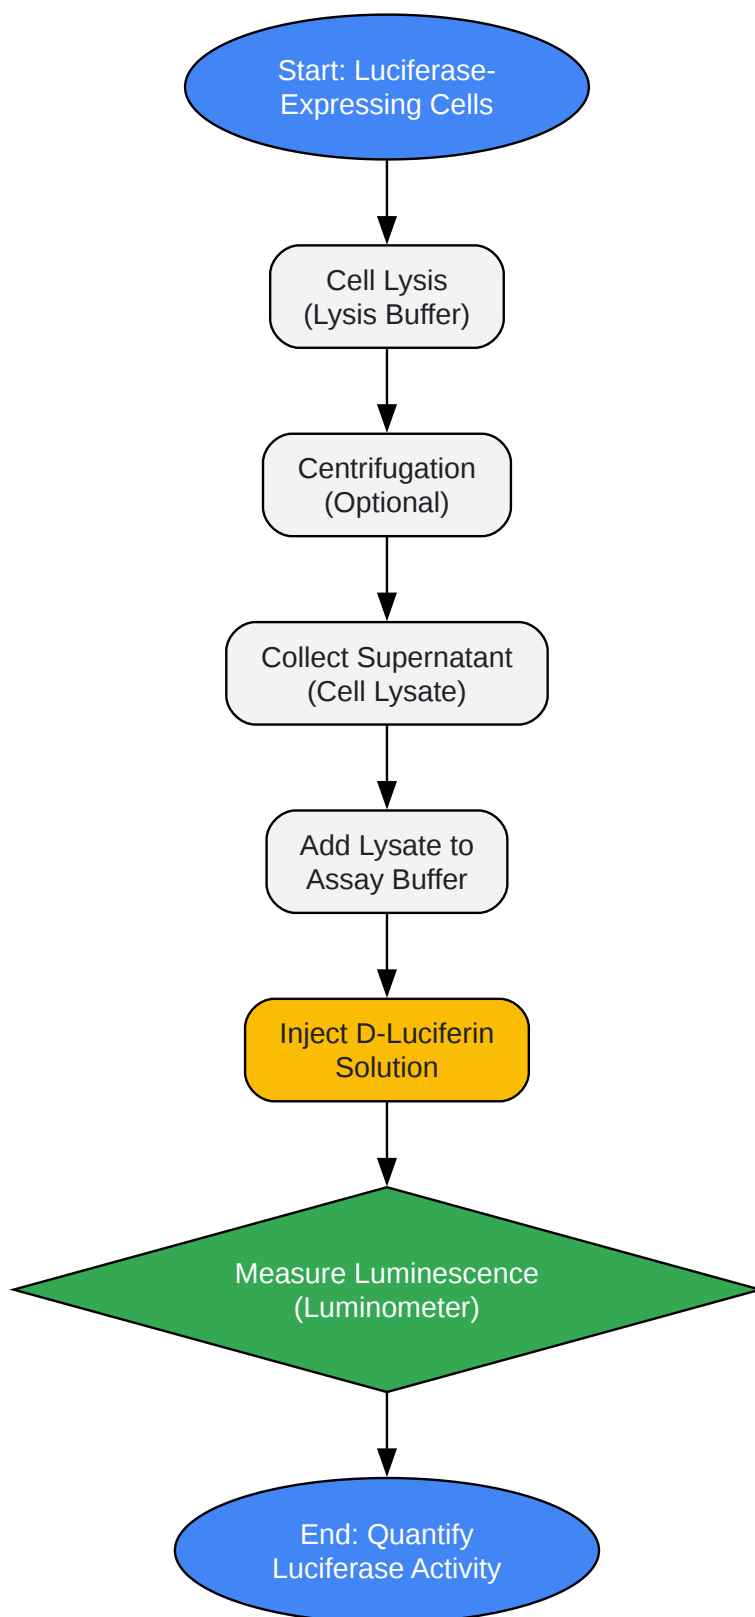 Start: Luciferase-
Expressing Cells
Cell Lysis
(Lysis Buffer)
Centrifugation
(Optional)
Collect Supernatant
(Cell Lysate)
Add Lysate to
Assay Buffer
Inject D-Luciferin
Solution
Measure Luminescence
(Luminometer)
End: Quantify
Luciferase Activity